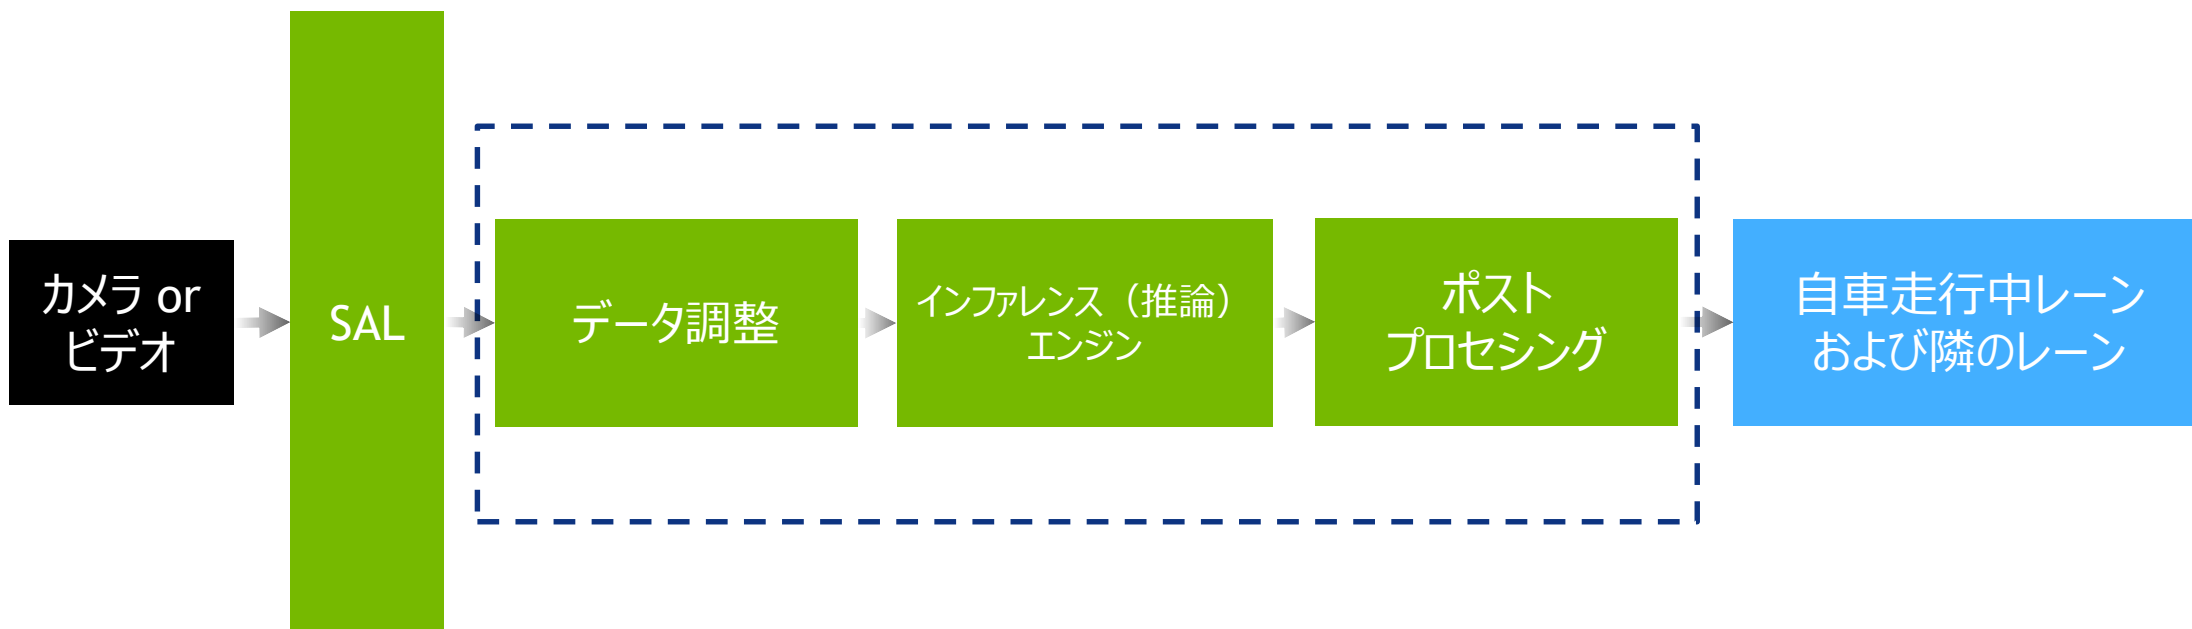 カメラ or
ビデオ
SAL
データ調整
インファレンス（推論）
エンジン
ポスト
プロセシング
自車走行中レーン
および隣のレーン